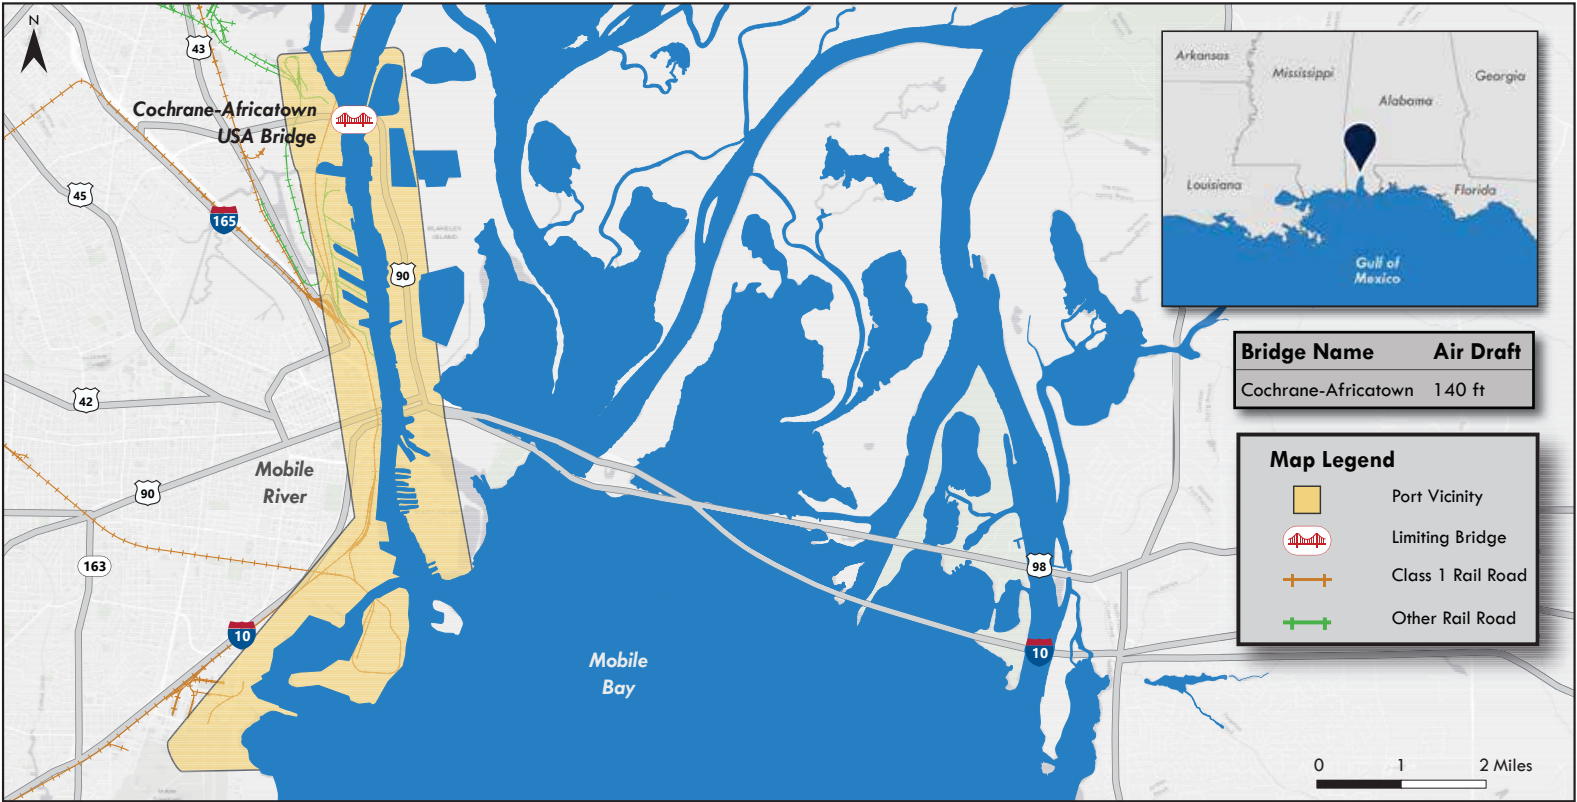 N
43
Cochrane-Africatown
USA Bridge
45
165
90
BLAKELEY
ISLAND
42
Mobile
River
90
163
10
Mobile
Bay
98
10
Arkansas
Mississippi
Alabama
Georgia
Louisiana
Florida
Gulf of
Mexico
Bridge Name Air Draft
Cochrane-Africatown 140 ft
Map Legend
Port Vicinity
Limiting Bridge
Class 1 Rail Road
Other Rail Road
0 1 2 Miles